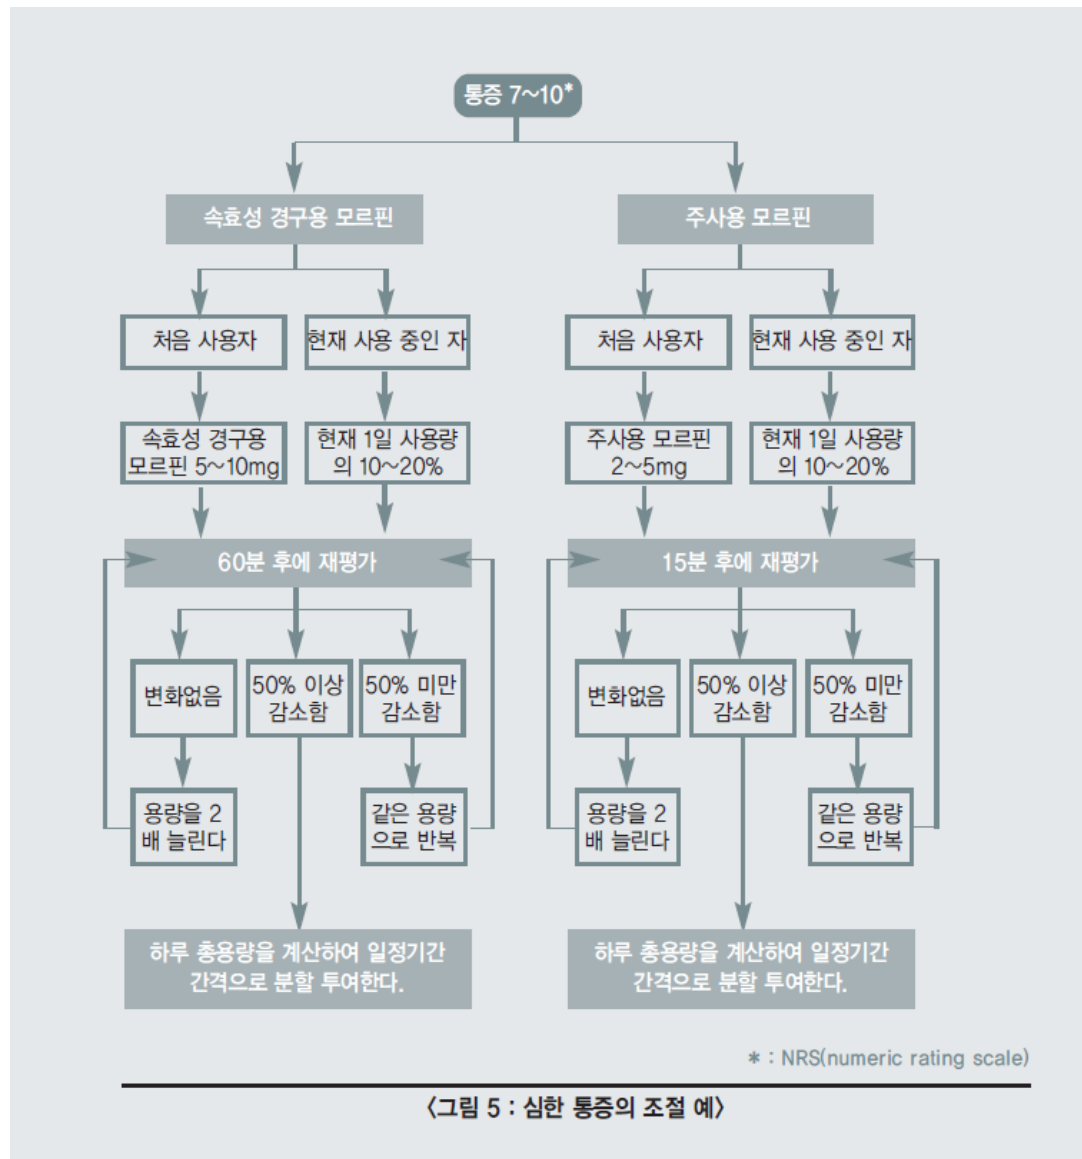 통증 7~10*
속효성 경구용 모르핀
주사용 모르핀
처음 사용자
현재 사용 중인 자
처음 사용자
현재 사용 중인 자
속효성 경구용
모르핀 5~10mg
현재 1일 사용량
의 10~20%
주사용 모르핀
2~5mg
현재 1일 사용량
의 10~20%
60분 후에 재평가
15분 후에 재평가
변화없음
50% 이상
감소함
50% 미만
감소함
변화없음
50% 이상
감소함
50% 미만
감소함
용량을 2
배 늘린다
같은 용량
으로 반복
용량을 2
배 늘린다
같은 용량
으로 반복
하루 총용량을 계산하여 일정기간
간격으로 분할 투여한다.
하루 총용량을 계산하여 일정기간
간격으로 분할 투여한다.
* : NRS(numeric rating scale)
〈그림 5 : 심한 통증의 조절 예〉